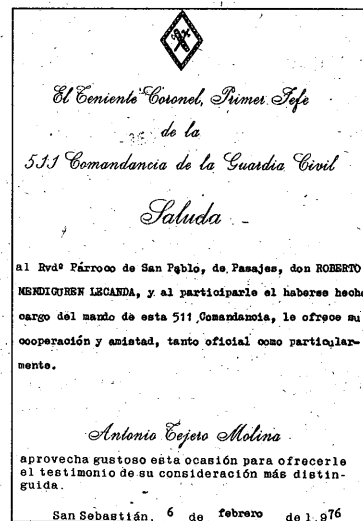 El Teniente Coronel, Primer Jefe
de la
511 Comandancia de la Guardia Civil
Saluda
al Rvdº Párroco de San Pablo, de Pasajes, don ROBERTO
MENDIGUREN LECANDA, y al participarle el haberse hecho
cargo del mando de esta 511 Comandancia, le ofrece su
cooperación y amistad, tanto oficial como particular-
mente.
Antonio Tejero Molina
aprovecha gustoso esta ocasión para ofrecerle
el testimonio de su consideración más distin-
guida.
San Sebastián, 6 de febrero de 1.976